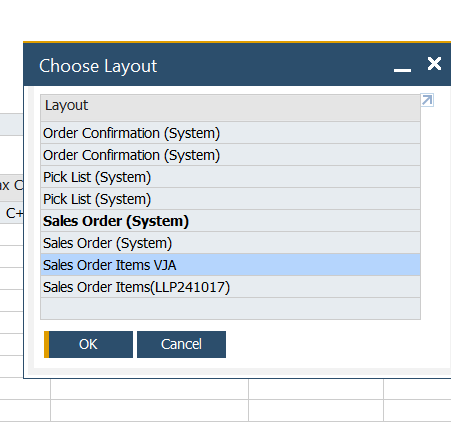 Choose Layout
Layout
Order Confirmation (System)
Order Confirmation (System)
Pick List (System)
Pick List (System)
ax C
Sales Order (System)
C+
Sales Order (System)
Sales Order Items VJA
Sales Order Items(LLP241017)
OK
Cancel